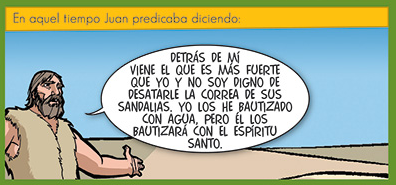 En aquel tiempo Juan predicaba diciendo:
DETRÁS DE MÍ
VIENE EL QUE ES MÁS FUERTE
QUE YO Y NO SOY DIGNO DE
DESATARLE LA CORREA DE SUS
SANDALIAS. YO LOS HE BAUTIZADO
CON AGUA, PERO ÉL LOS
BAUTIZARÁ CON EL ESPÍRITU
SANTO.